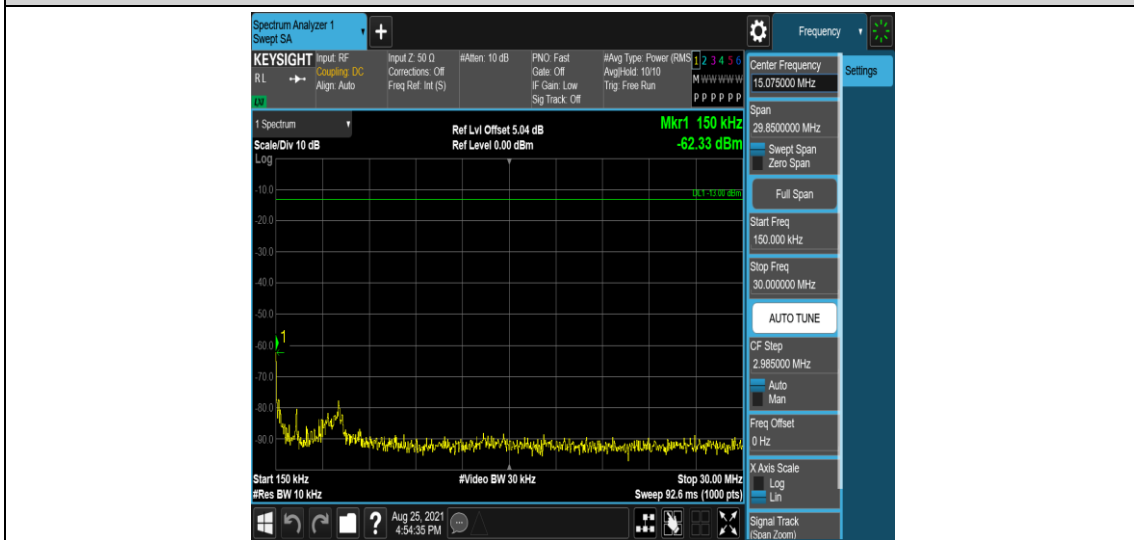 Spectrum Analyzer 1
Swept SA
Frequency
KEYSIGHT
RL
LXI
Input: RF
Coupling: DC
Align: Auto
Input Z: 50 Ω
Corrections: Off
Freq Ref: Int (S)
#Atten: 10 dB
PNO: Fast
Gate: Off
IF Gain: Low
Sig Track: Off
#Avg Type: Power (RMS
Avg|Hold: 10/10
Trig: Free Run
1 2 3 4 5 6
M W W W W W
P P P P P P
1 Spectrum
Scale/Div 10 dB
Log
Ref Lvl Offset 5.04 dB
Ref Level 0.00 dBm
Mkr1 150 kHz
-62.33 dBm
DL1 -13.00 dBm
-10.0
-20.0
-30.0
-40.0
-50.0
-60.0
-70.0
-80.0
-90.0
1
Start 150 kHz
#Res BW 10 kHz
#Video BW 30 kHz
Stop 30.00 MHz
Sweep 92.6 ms (1000 pts)
Center Frequency
15.075000 MHz
Settings
Span
29.8500000 MHz
Swept Span
Zero Span
Full Span
Start Freq
150.000 kHz
Stop Freq
30.000000 MHz
AUTO TUNE
CF Step
2.985000 MHz
Auto
Man
Freq Offset
0 Hz
X Axis Scale
Log
Lin
Signal Track
(Span Zoom)
?
Aug 25, 2021
4:54:35 PM